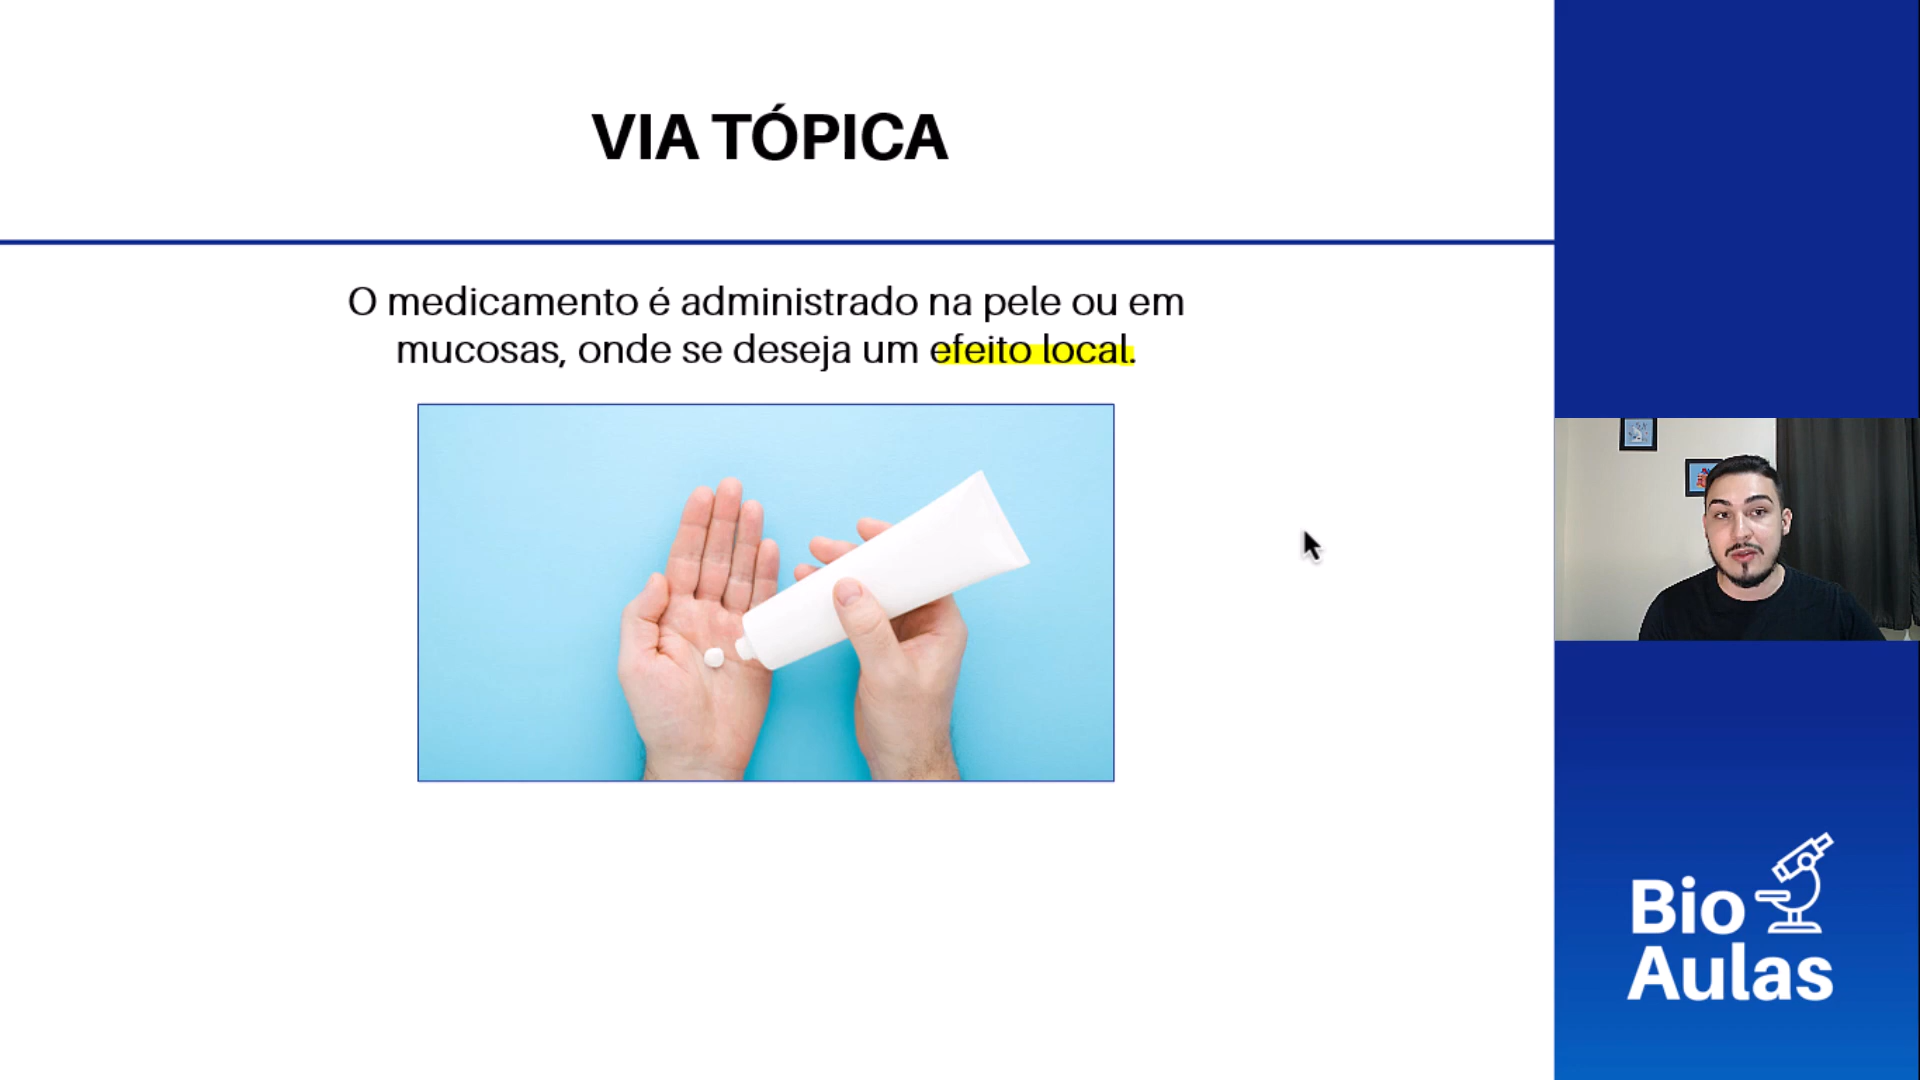 VIA TÓPICA
O medicamento é administrado na pele ou em
mucosas, onde se deseja um efeito local.
Bio
Aulas